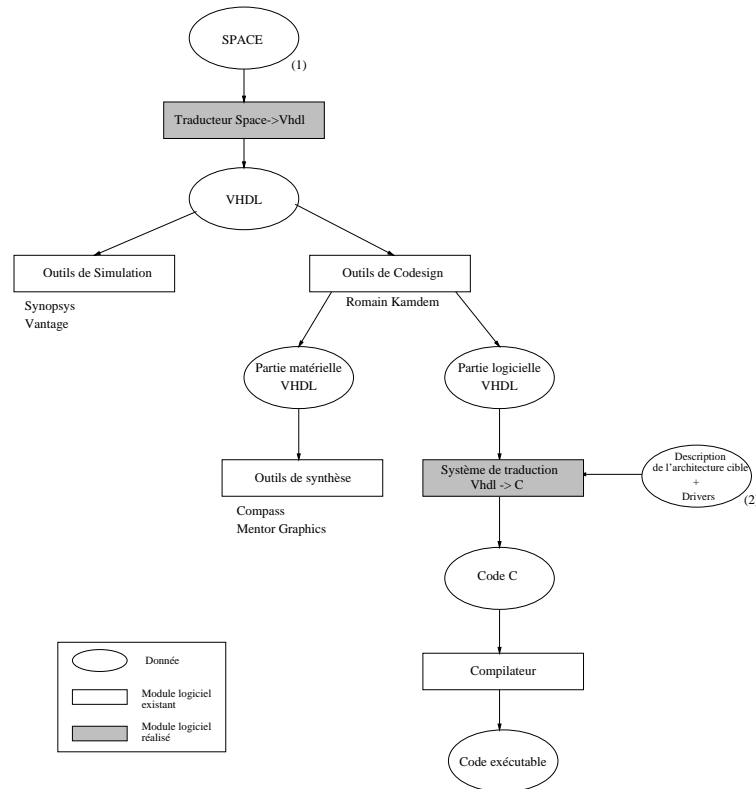 SPACE
(1)
Traducteur Space->Vhdl
VHDL
Outils de Simulation
Synopsys
Vantage
Outils de Codesign
Romain Kamdem
Partie matérielle
VHDL
Partie logicielle
VHDL
Outils de synthèse
Compass
Mentor Graphics
Système de traduction
Vhdl -> C
Description
de l'architecture cible
+
Drivers
(2)
Code C
Compilateur
Code exécutable
Donnée
Module logiciel
existant
Module logiciel
réalisé